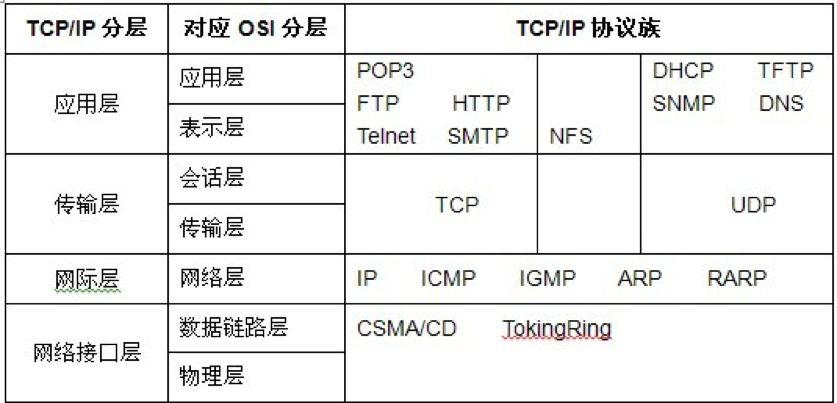 TCP/IP 分层 对应 OSI 分层 TCP/IP 协议族
应用层 应用层 POP3 DHCP TFTP
FTP HTTP SNMP DNS
表示层 Telnet SMTP NFS
传输层 会话层 TCP UDP
传输层
网际层 网络层 IP ICMP IGMP ARP RARP
网络接口层 数据链路层 CSMA/CD TokingRing
物理层